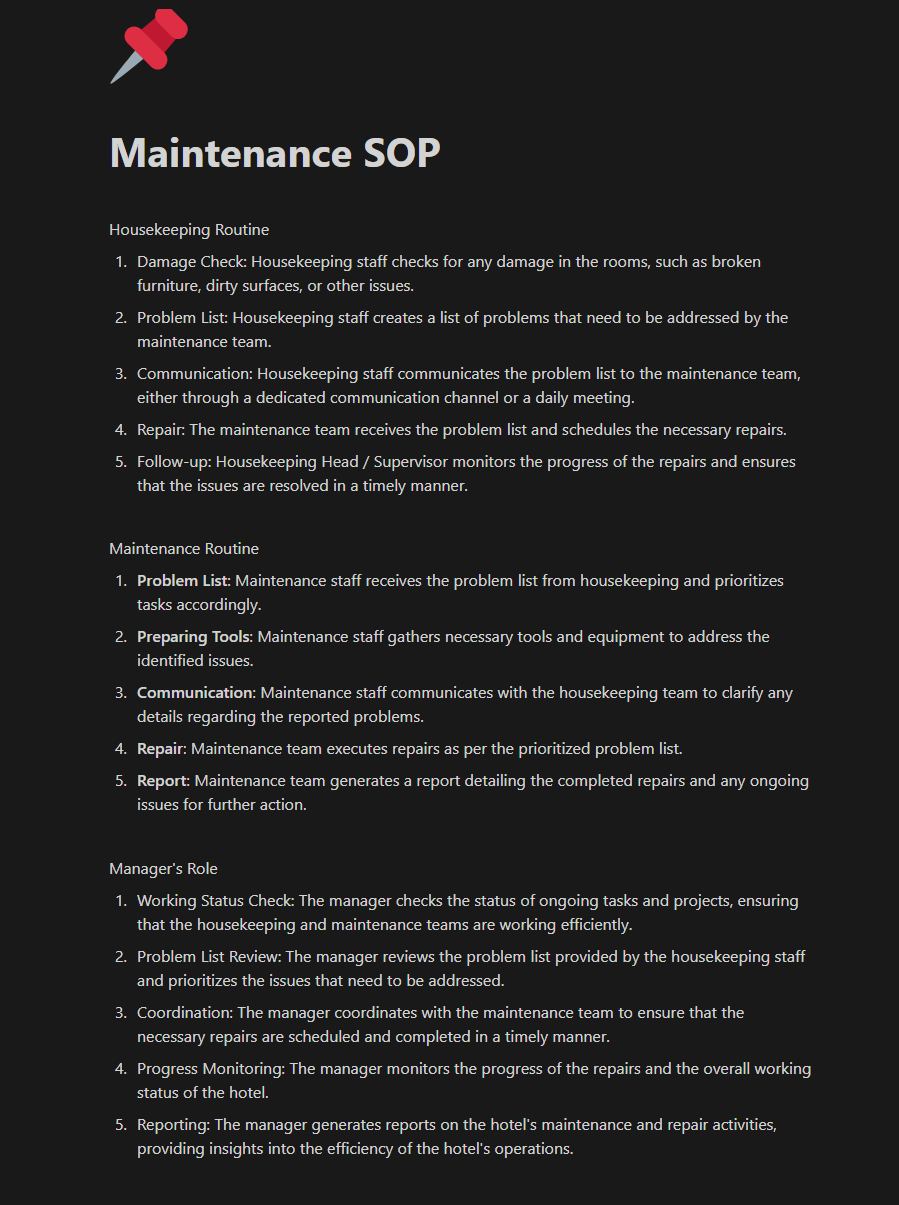 Maintenance SOP
Housekeeping Routine
1. Damage Check: Housekeeping staff checks for any damage in the rooms, such as broken
furniture, dirty surfaces, or other issues.
2. Problem List: Housekeeping staff creates a list of problems that need to be addressed by the
maintenance team.
3. Communication: Housekeeping staff communicates the problem list to the maintenance team,
either through a dedicated communication channel or a daily meeting.
4. Repair: The maintenance team receives the problem list and schedules the necessary repairs.
5. Follow-up: Housekeeping Head / Supervisor monitors the progress of the repairs and ensures
that the issues are resolved in a timely manner.
Maintenance Routine
1. Problem List: Maintenance staff receives the problem list from housekeeping and prioritizes
tasks accordingly.
2. Preparing Tools: Maintenance staff gathers necessary tools and equipment to address the
identified issues.
3. Communication: Maintenance staff communicates with the housekeeping team to clarify any
details regarding the reported problems.
4. Repair: Maintenance team executes repairs as per the prioritized problem list.
5. Report: Maintenance team generates a report detailing the completed repairs and any ongoing
issues for further action.
Manager's Role
1. Working Status Check: The manager checks the status of ongoing tasks and projects, ensuring
that the housekeeping and maintenance teams are working efficiently.
2. Problem List Review: The manager reviews the problem list provided by the housekeeping staff
and prioritizes the issues that need to be addressed.
3. Coordination: The manager coordinates with the maintenance team to ensure that the
necessary repairs are scheduled and completed in a timely manner.
4. Progress Monitoring: The manager monitors the progress of the repairs and the overall working
status of the hotel.
5. Reporting: The manager generates reports on the hotel's maintenance and repair activities,
providing insights into the efficiency of the hotel's operations.